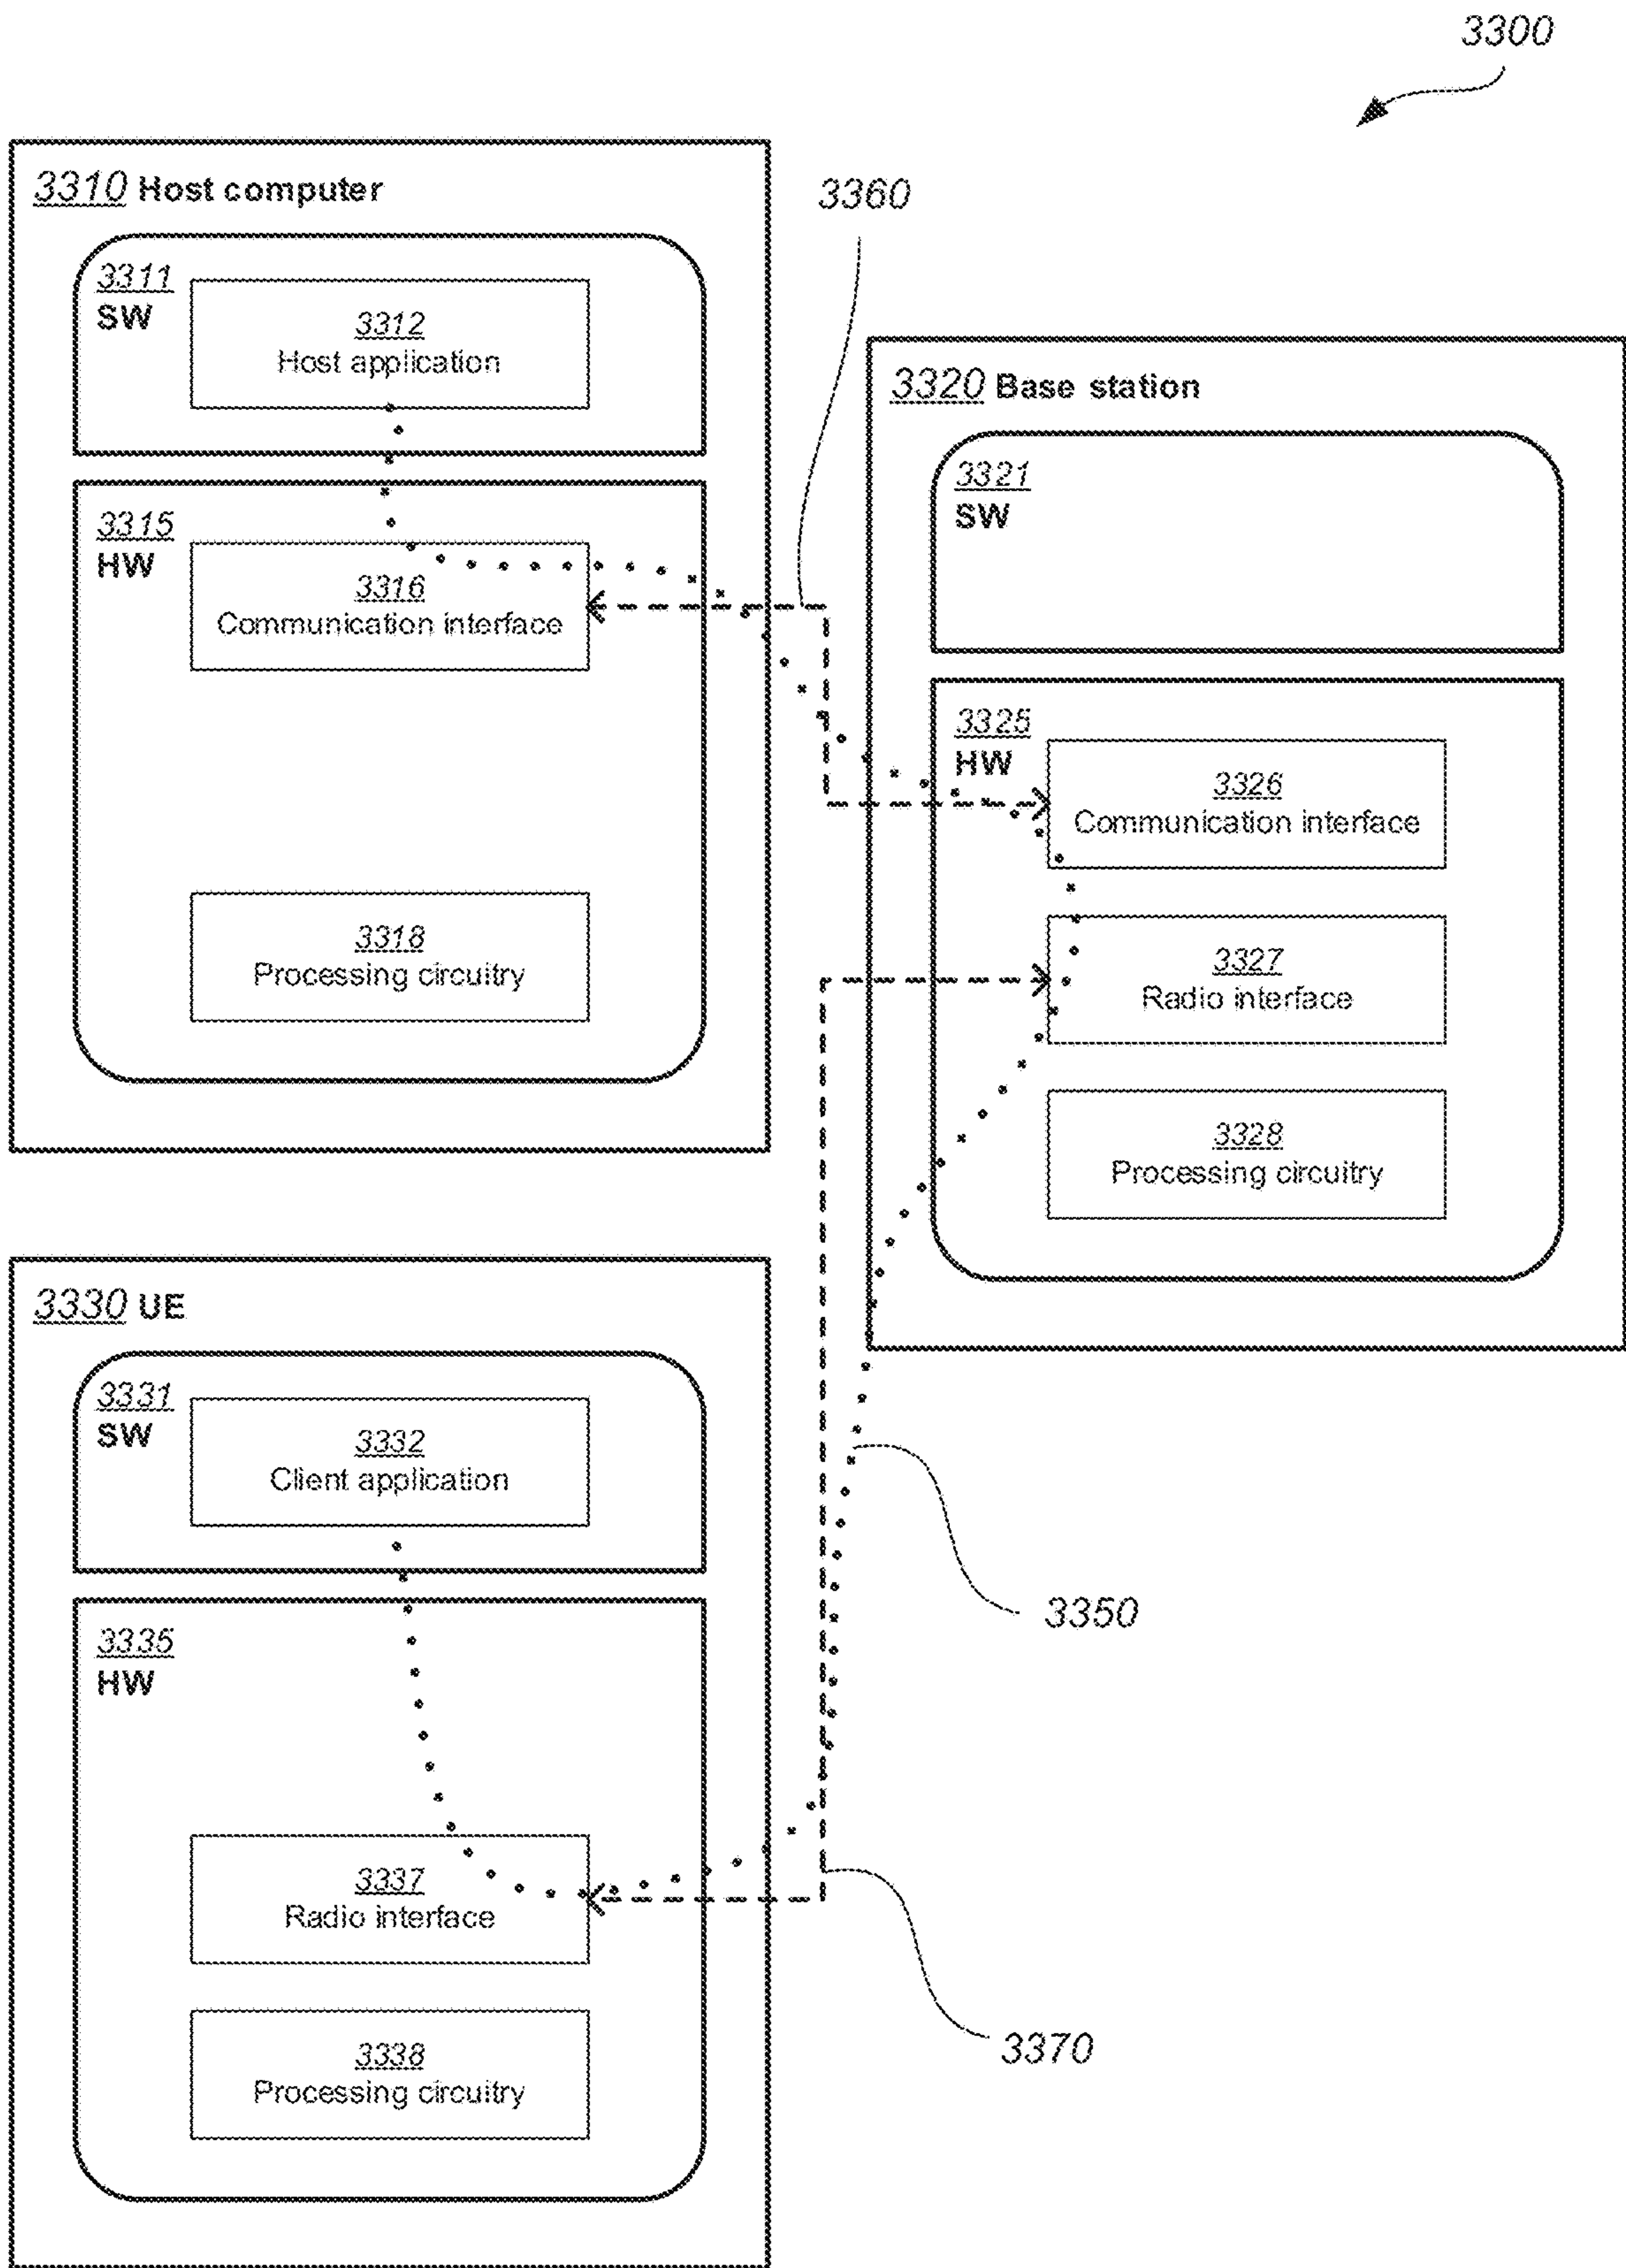 3300
3310 Host computer
3311
SW
3312
Host application
3315
HW
3316
Communication interface
3318
Processing circuitry
3360
3320 Base station
3321
SW
3325
HW
3326
Communication interface
3327
Radio interface
3328
Processing circuitry
3330 UE
3331
SW
3332
Client application
3335
HW
3337
Radio interface
3338
Processing circuitry
3350
3370